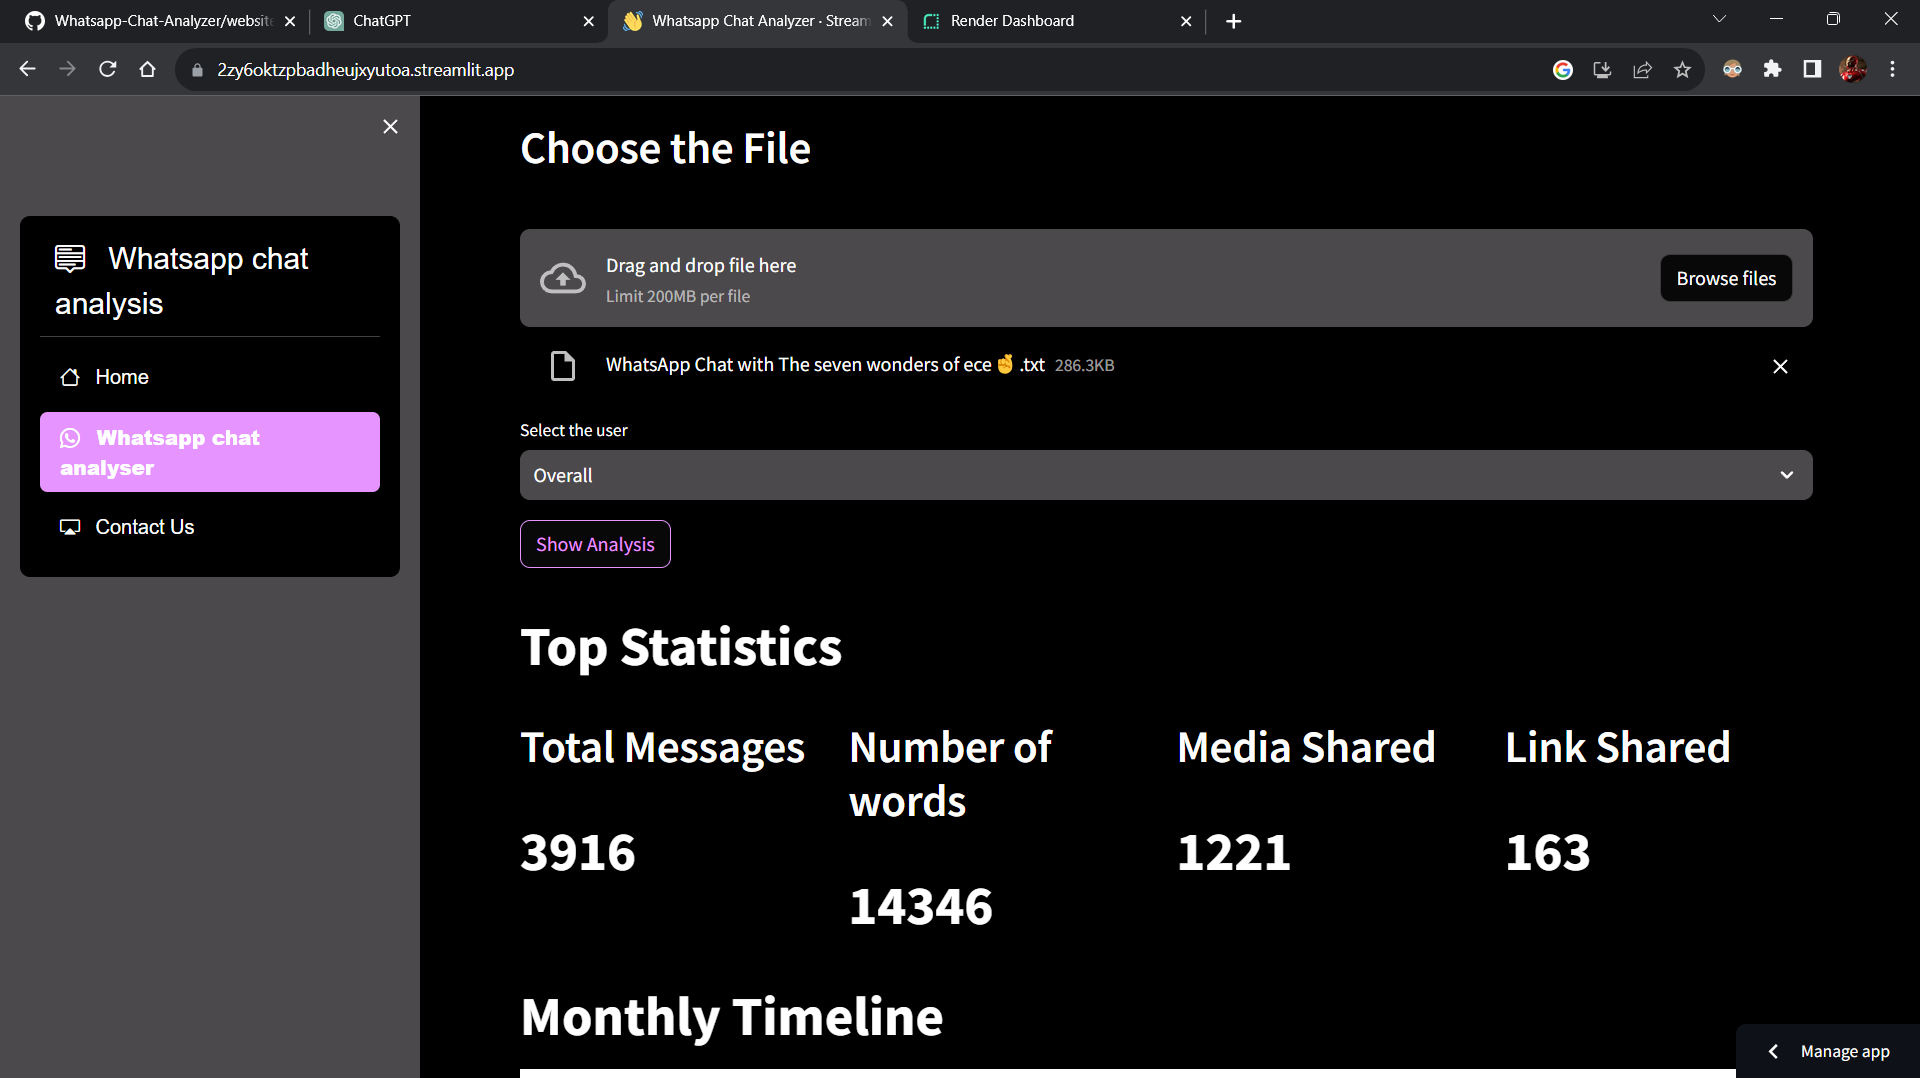 Whatsapp-Chat-Analyzer/website
ChatGPT
Whatsapp Chat Analyzer · Stream
Render Dashboard
2zy6oktzpbadheujxyutoa.streamlit.app
Whatsapp chat
analysis
Home
Whatsapp chat
analyser
Contact Us
Choose the File
Drag and drop file here
Limit 200MB per file
Browse files
WhatsApp Chat with The seven wonders of ece 🤞.txt 286.3KB
Select the user
Overall
Show Analysis
Top Statistics
Total Messages
3916
Number of
words
14346
Media Shared
1221
Link Shared
163
Monthly Timeline
Manage app